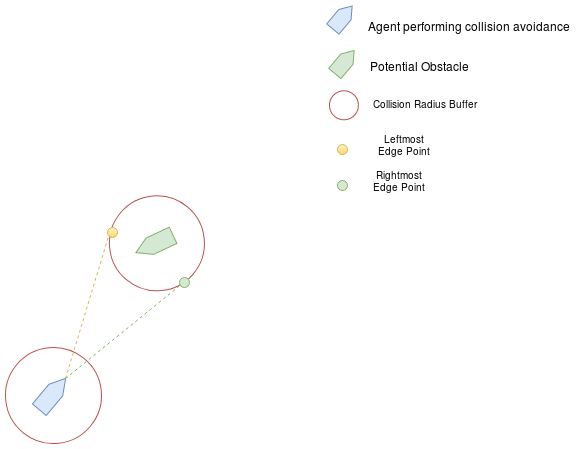 Agent performing collision avoidance
Potential Obstacle
Collision Radius Buffer
Leftmost
Edge Point
Rightmost
Edge Point